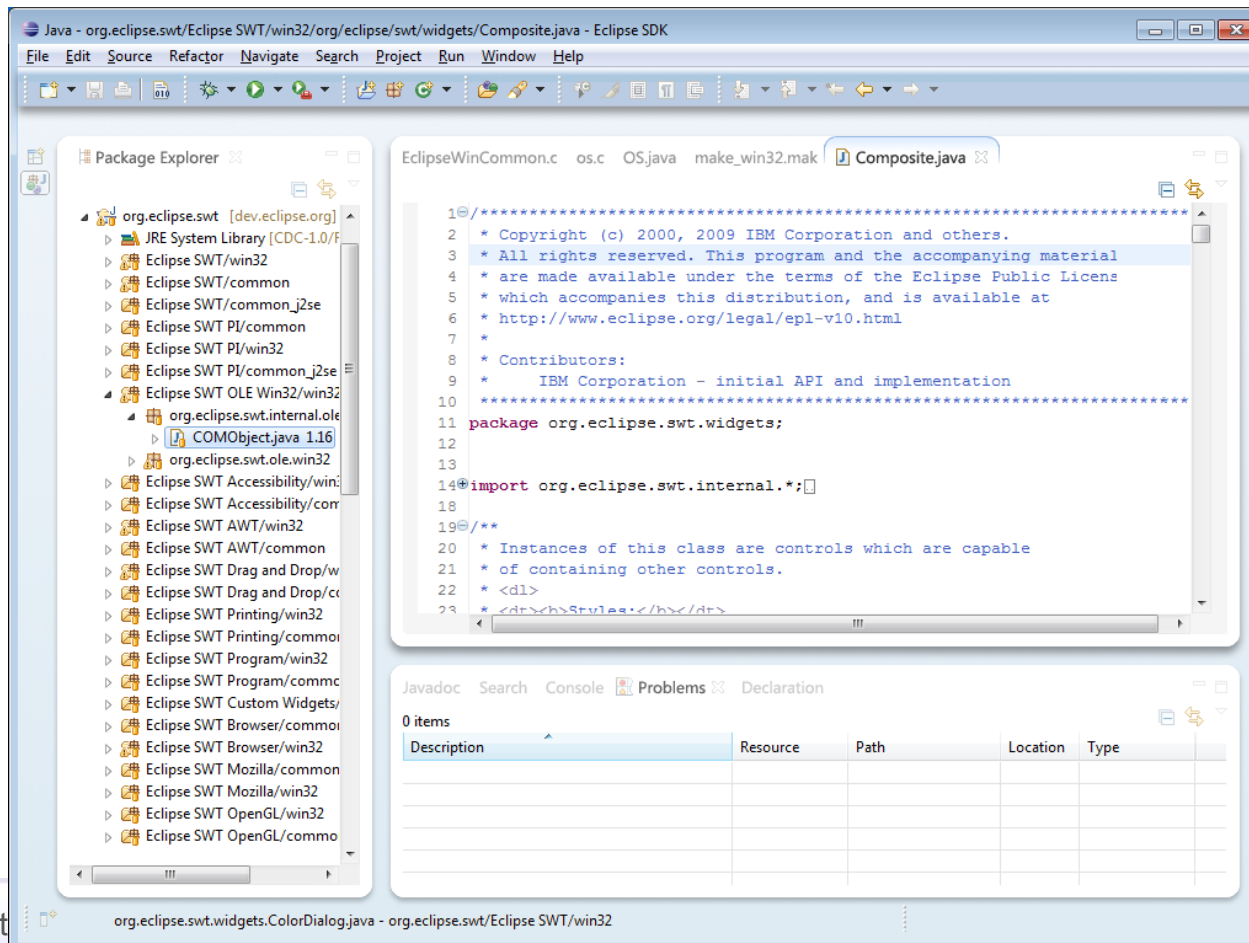 Java - org.eclipse.swt/Eclipse SWT/win32/org/eclipse/swt/widgets/Composite.java - Eclipse SDK
File Edit Source Refactor Navigate Search Project Run Window Help
Package Explorer
org.eclipse.swt [dev.eclipse.org]
JRE System Library [CDC-1.0/F
Eclipse SWT/win32
Eclipse SWT/common
Eclipse SWT/common_j2se
Eclipse SWT PI/common
Eclipse SWT PI/win32
Eclipse SWT PI/common_j2se
Eclipse SWT OLE Win32/win32
org.eclipse.swt.internal.ole
COMObject.java 1.16
org.eclipse.swt.ole.win32
Eclipse SWT Accessibility/win3
Eclipse SWT Accessibility/com
Eclipse SWT AWT/win32
Eclipse SWT AWT/common
Eclipse SWT Drag and Drop/w
Eclipse SWT Drag and Drop/co
Eclipse SWT Printing/win32
Eclipse SWT Printing/common
Eclipse SWT Program/win32
Eclipse SWT Program/commo
Eclipse SWT Custom Widgets/
Eclipse SWT Browser/common
Eclipse SWT Browser/win32
Eclipse SWT Mozilla/common
Eclipse SWT Mozilla/win32
Eclipse SWT OpenGL/win32
Eclipse SWT OpenGL/commo
EclipseWinCommon.c os.c OS.java make_win32.mak Composite.java
1 /*******************************************************************************
2 * Copyright (c) 2000, 2009 IBM Corporation and others.
3 * All rights reserved. This program and the accompanying material
4 * are made available under the terms of the Eclipse Public Licens
5 * which accompanies this distribution, and is available at
6 * http://www.eclipse.org/legal/epl-v10.html
7 *
8 * Contributors:
9 *     IBM Corporation - initial API and implementation
10 *******************************************************************************
11 package org.eclipse.swt.widgets;
12
13
14 import org.eclipse.swt.internal.*;
18
19 /**
20 * Instances of this class are controls which are capable
21 * of containing other controls.
22 * <dl>
23 * <dt><b>Styles:</b></dt>
Javadoc Search Console Problems Declaration
0 items
Description Resource Path Location Type
t
org.eclipse.swt.widgets.ColorDialog.java - org.eclipse.swt/Eclipse SWT/win32